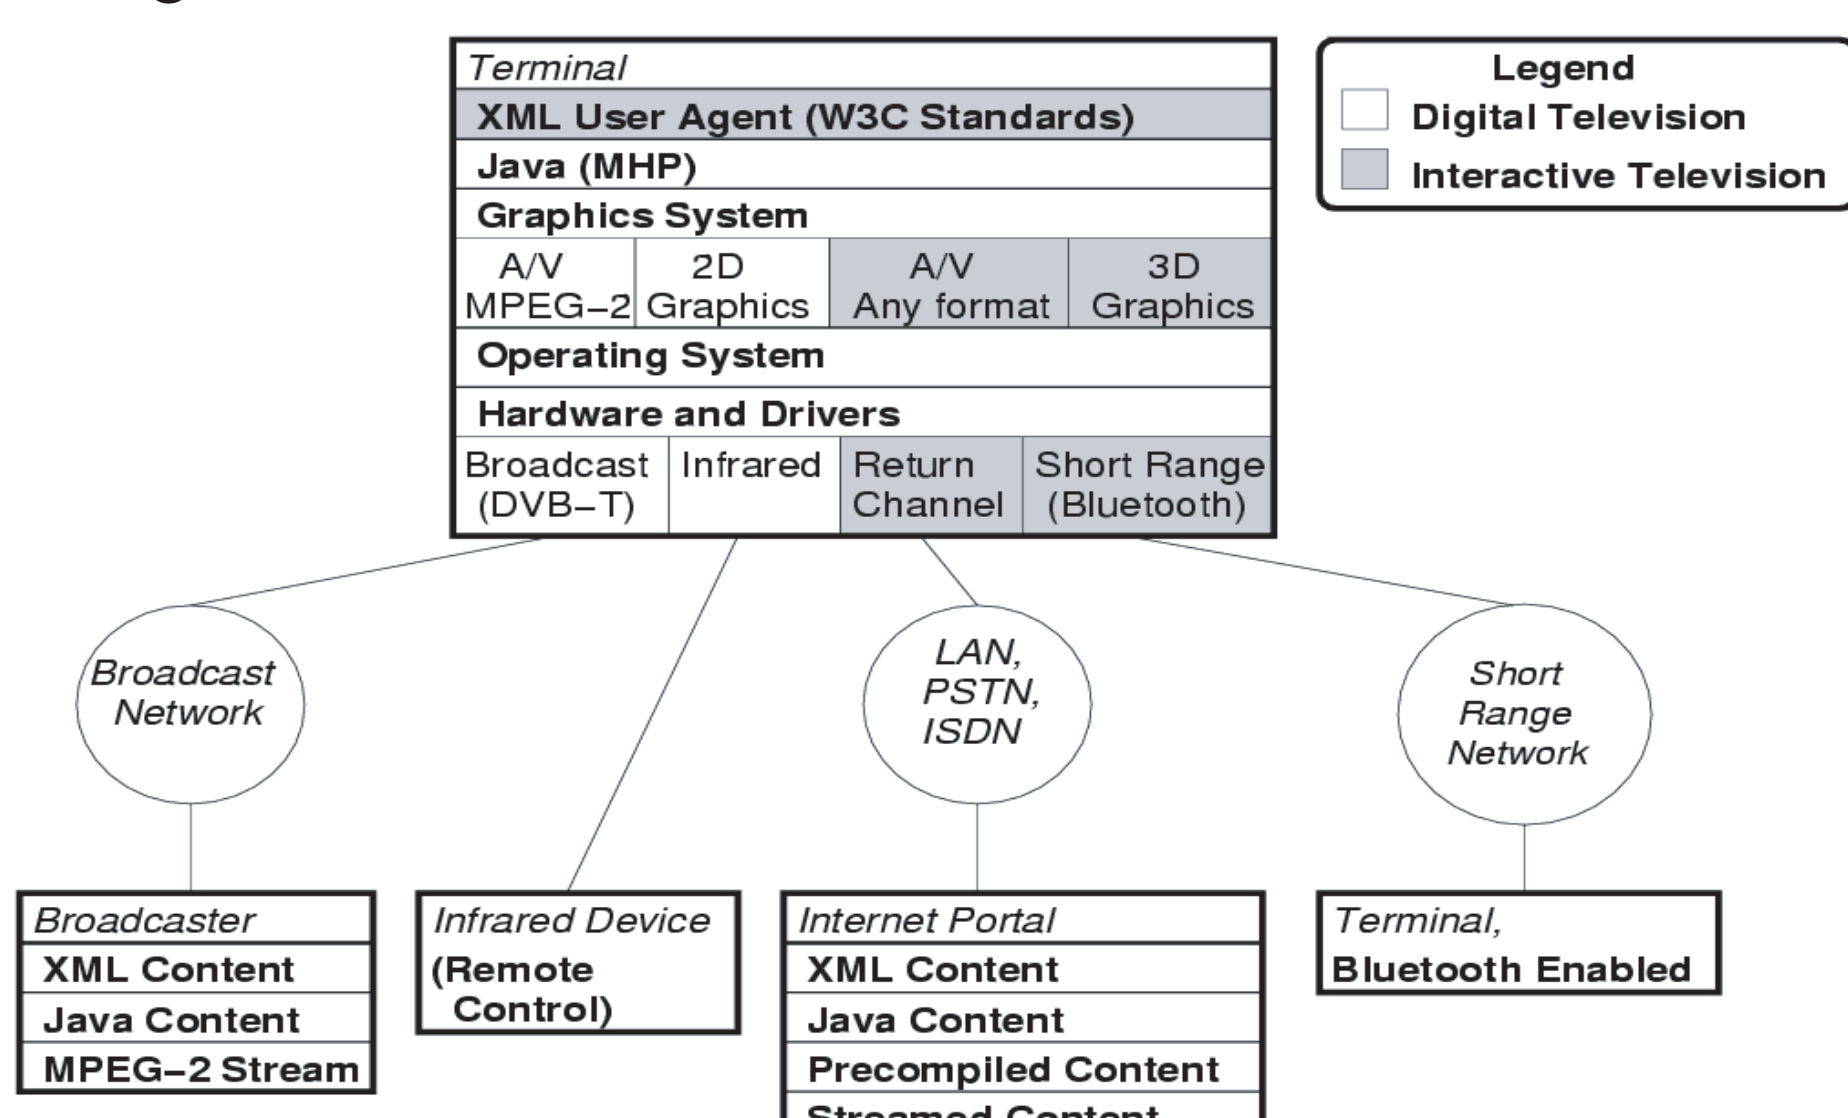 Terminal
XML User Agent (W3C Standards)
Java (MHP)
Graphics System
A/V
MPEG–2
2D
Graphics
A/V
Any format
3D
Graphics
Operating System
Hardware and Drivers
Broadcast
(DVB–T)
Infrared
Return
Channel
Short Range
(Bluetooth)
Legend
Digital Television
Interactive Television
Broadcast
Network
LAN,
PSTN,
ISDN
Short
Range
Network
Broadcaster
XML Content
Java Content
MPEG–2 Stream
Infrared Device
(Remote
Control)
Internet Portal
XML Content
Java Content
Precompiled Content
Streamed Content
Terminal,
Bluetooth Enabled